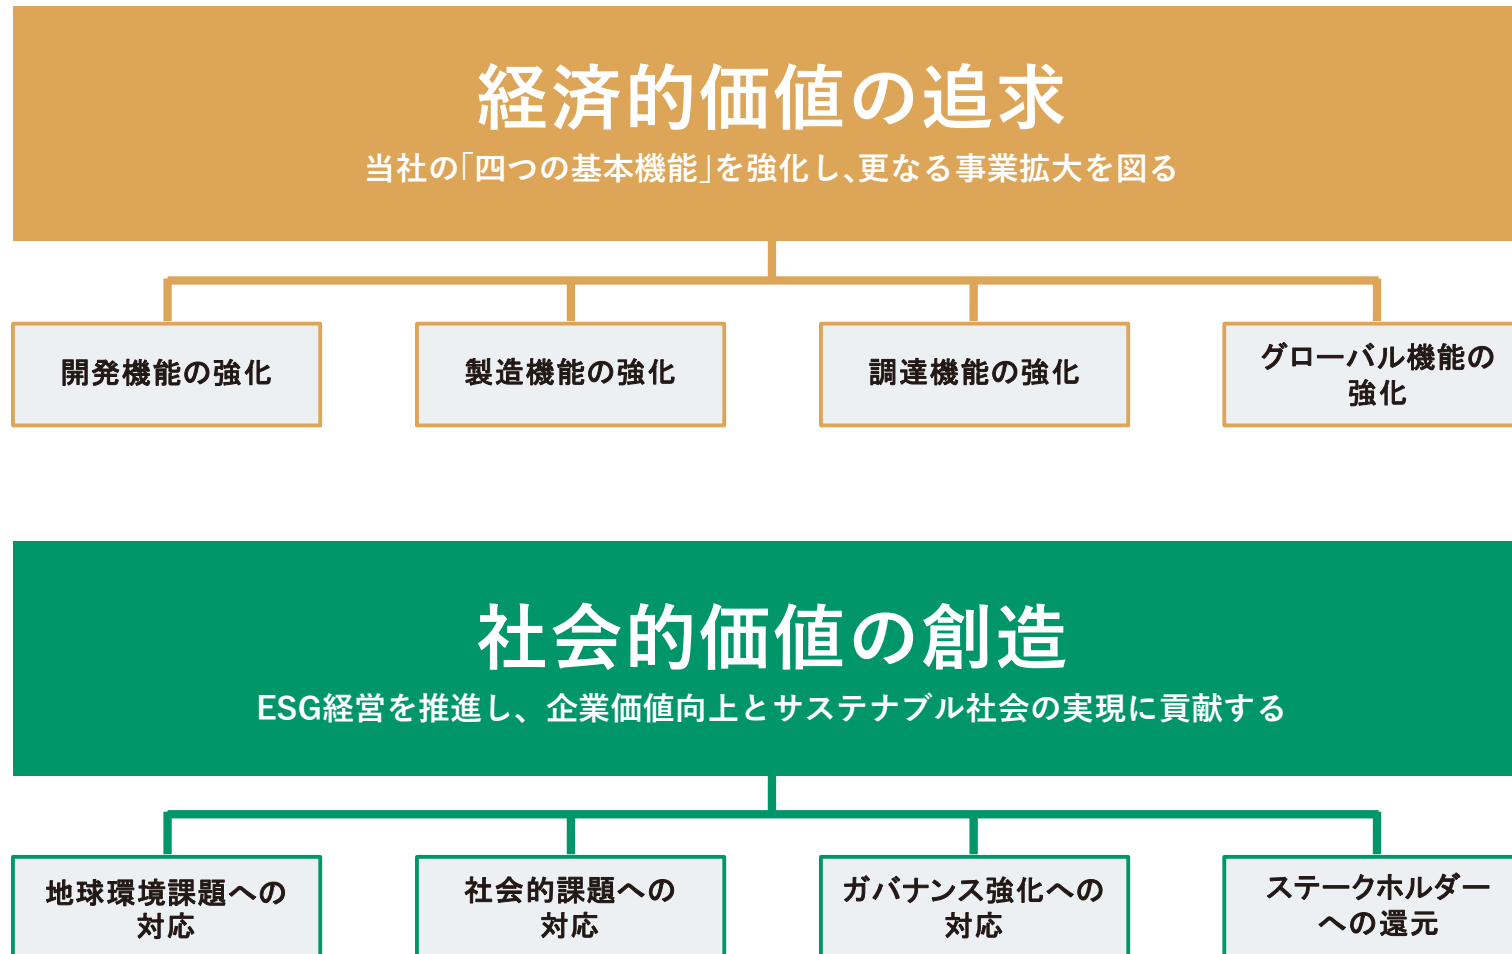 経済的価値の追求
当社の「四つの基本機能」を強化し、更なる事業拡大を図る
開発機能の強化
製造機能の強化
調達機能の強化
グローバル機能の
強化
社会的価値の創造
ESG経営を推進し、企業価値向上とサステナブル社会の実現に貢献する
地球環境課題への
対応
社会的課題への
対応
ガバナンス強化への
対応
ステークホルダー
への還元